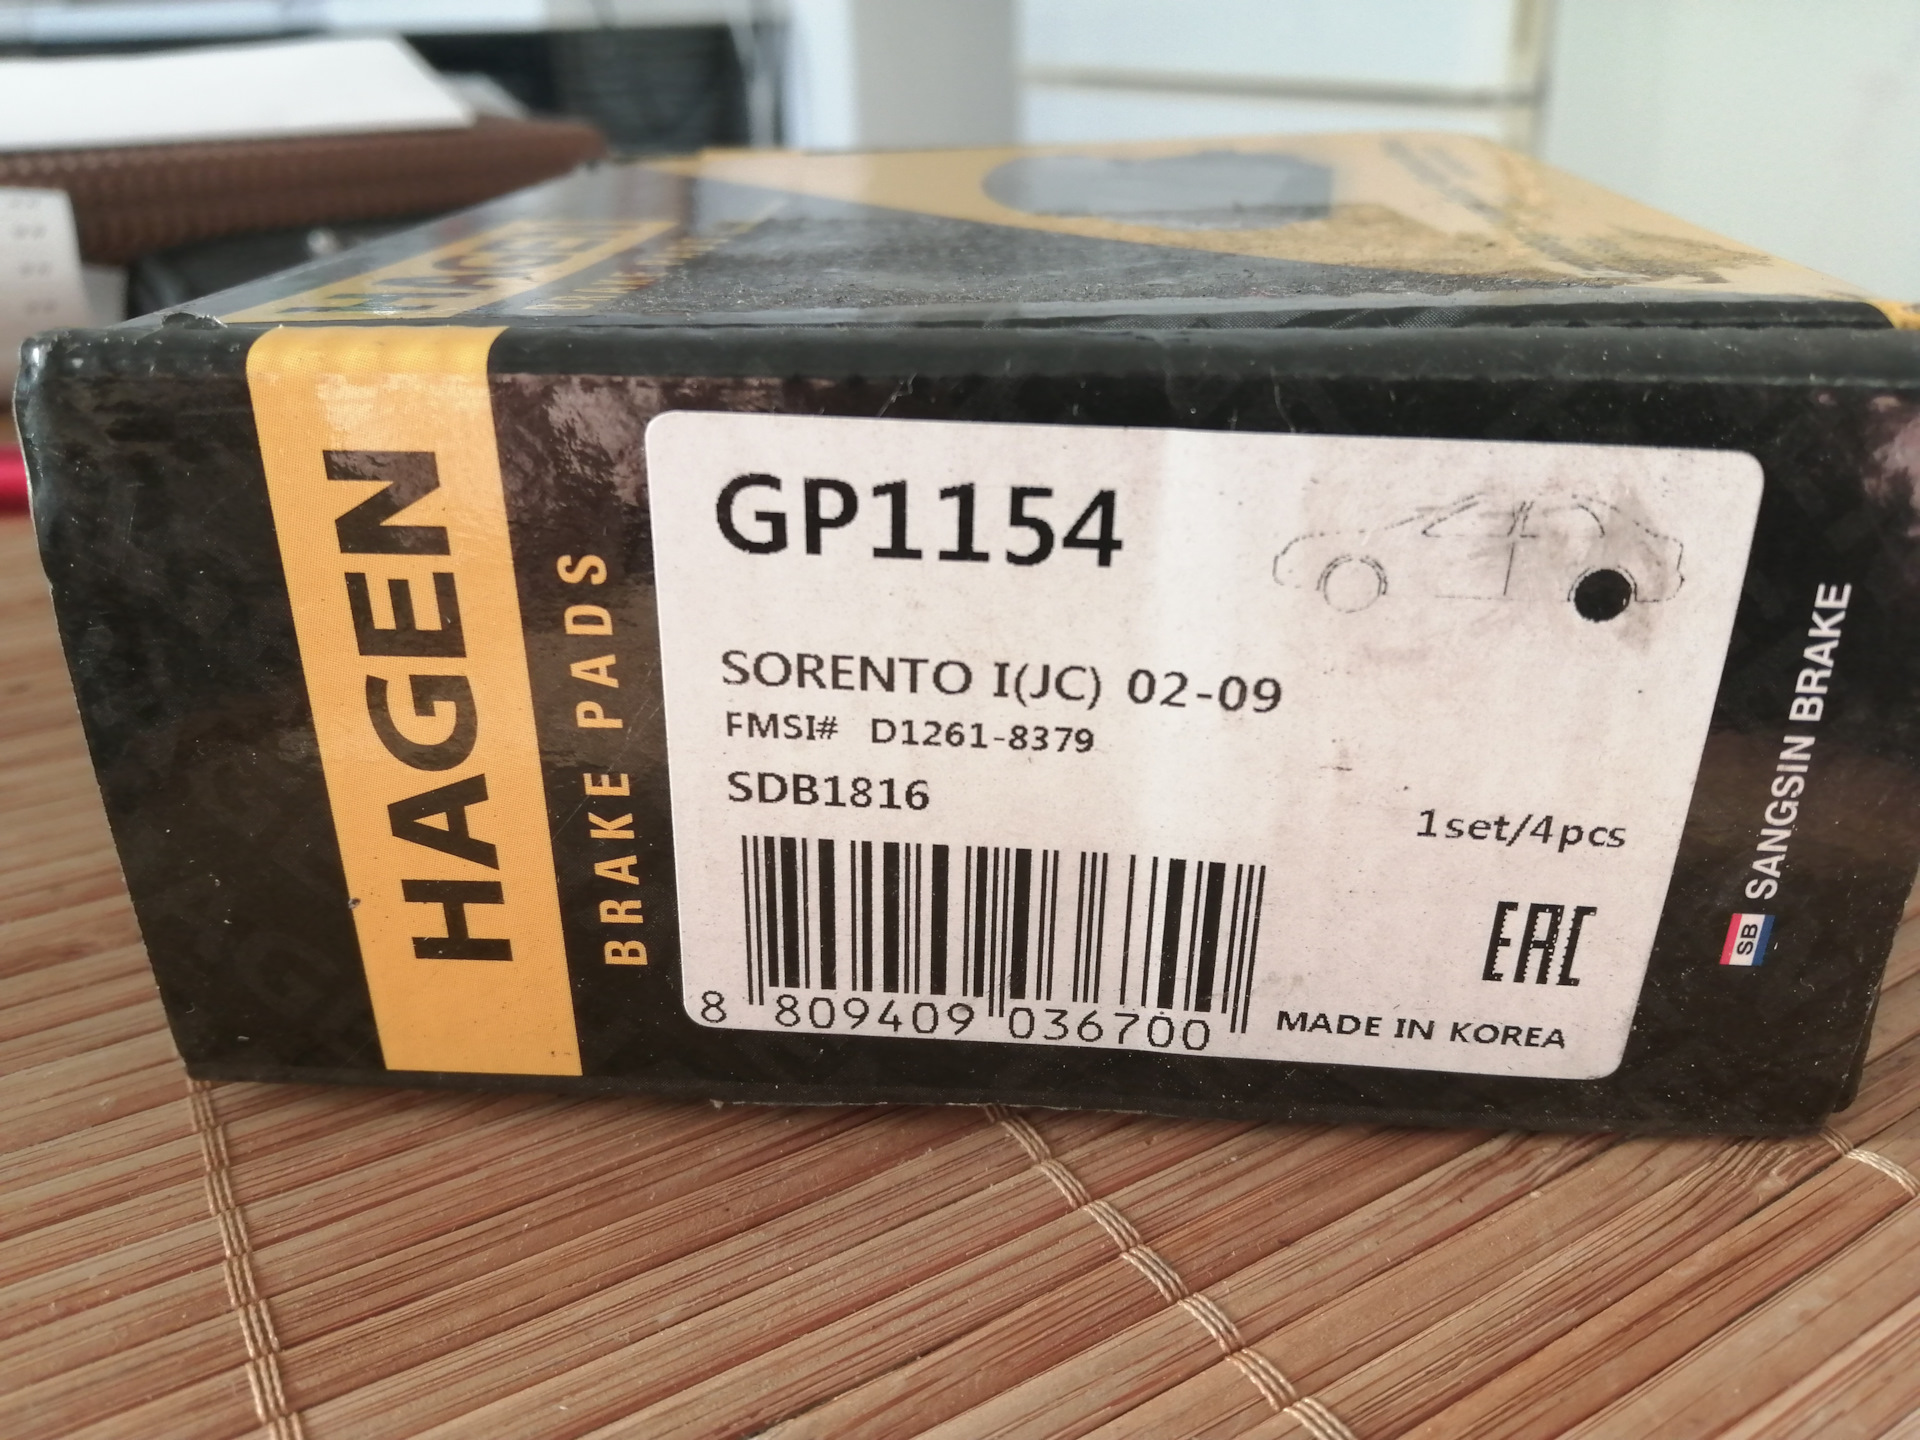 HAGEN
HAGEN
BRAKE PADS
GP1154
SORENTO I(JC) 02-09
FMSI# D1261-8379
SDB1816
1set/4pcs
8 809409 036700
EAC
MADE IN KOREA
SB SANGSIN BRAKE